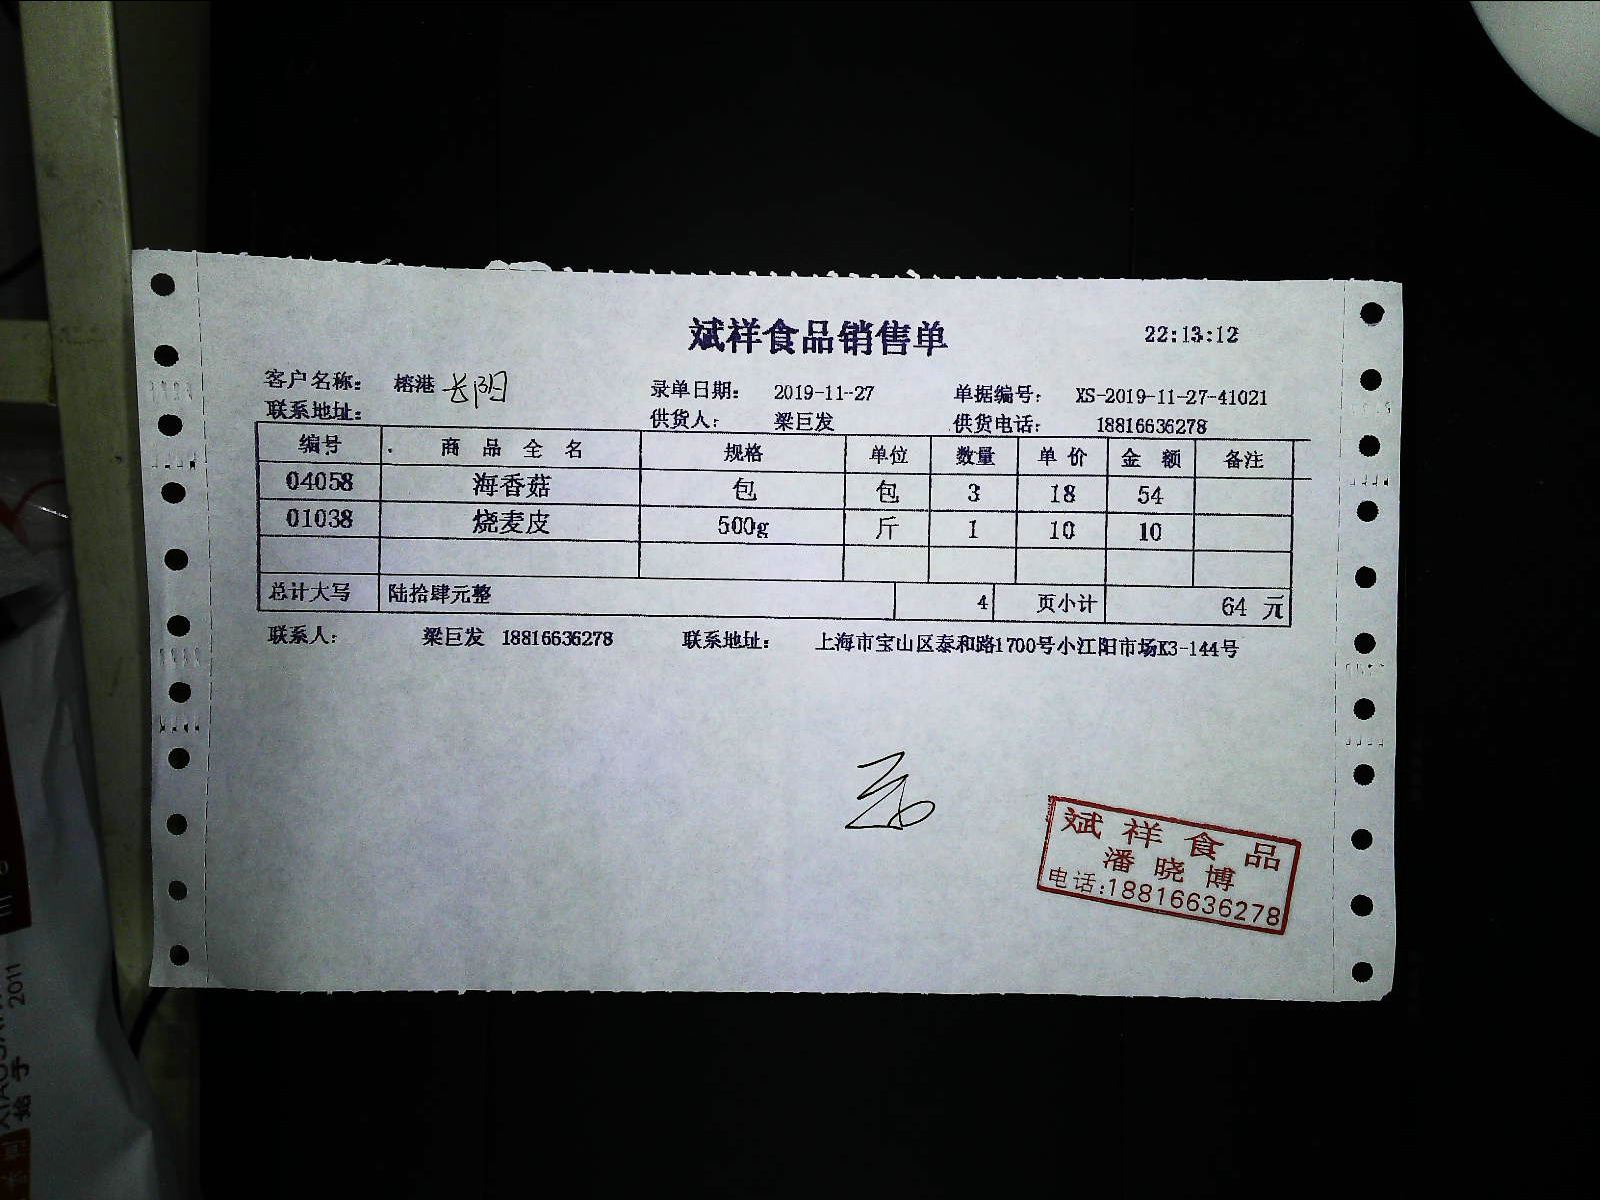 斌祥食品销售单 22:13:12
客户名称: 榕港 长阳 录单日期: 2019-11-27 单据编号: XS-2019-11-27-41021
联系地址: 供货人: 梁巨发 供货电话: 18816636278
编号 商品全名 规格 单位 数量 单价 金额 备注
04058 海香菇 包 包 3 18 54
01038 烧麦皮 500g 斤 1 10 10
总计大写 陆拾肆元整 4 页小计 64 元
联系人: 梁巨发 18816636278 联系地址: 上海市宝山区泰和路1700号小江阳市场K3-144号
斌祥食品
潘晓博
电话:18816636278
2011